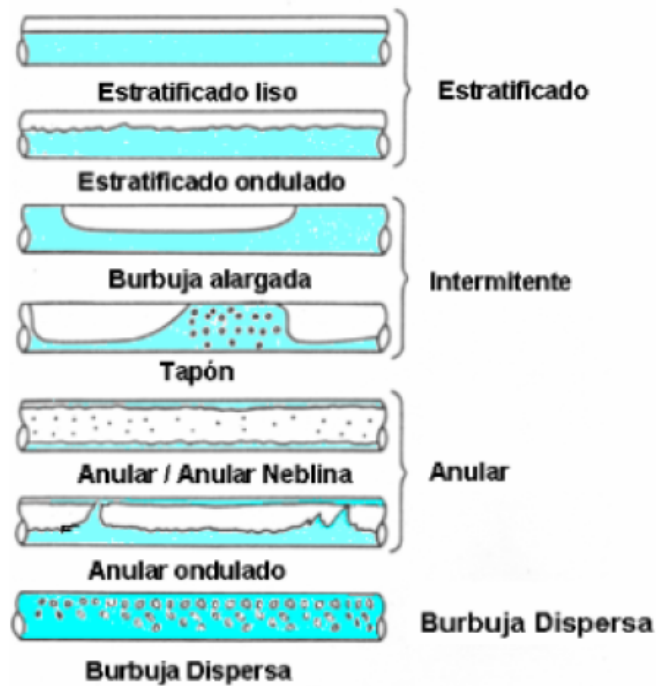 Estratificado liso
Estratificado
Estratificado ondulado
Burbuja alargada
Intermitente
Tapón
Anular / Anular Neblina
Anular
Anular ondulado
Burbuja Dispersa
Burbuja Dispersa